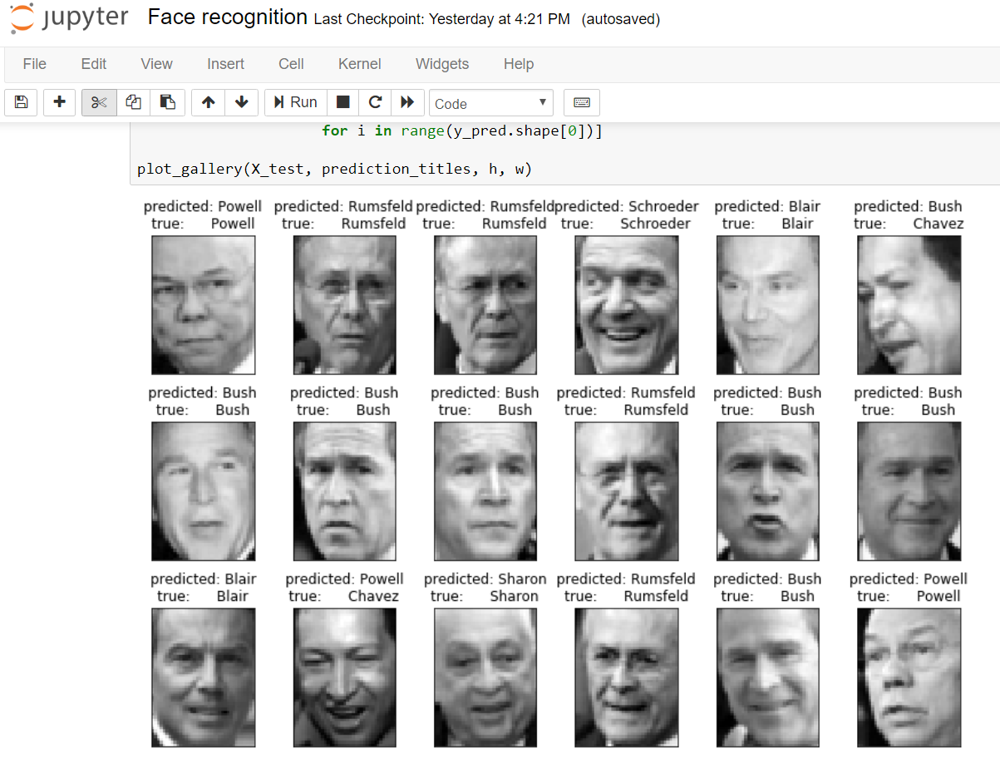 jupyter Face recognition Last Checkpoint: Yesterday at 4:21 PM (autosaved)
File Edit View Insert Cell Kernel Widgets Help
Run Code
for i in range(y_pred.shape[0])]
plot_gallery(X_test, prediction_titles, h, w)
predicted: Powell predicted: Rumsfeld predicted: Rumsfeld predicted: Schroeder predicted: Blair predicted: Bush
true: Powell true: Rumsfeld true: Rumsfeld true: Schroeder true: Blair true: Chavez
predicted: Bush predicted: Bush predicted: Bush predicted: Rumsfeld predicted: Bush predicted: Bush
true: Bush true: Bush true: Bush true: Rumsfeld true: Bush true: Bush
predicted: Blair predicted: Powell predicted: Sharon predicted: Rumsfeld predicted: Bush predicted: Powell
true: Blair true: Chavez true: Sharon true: Rumsfeld true: Bush true: Powell